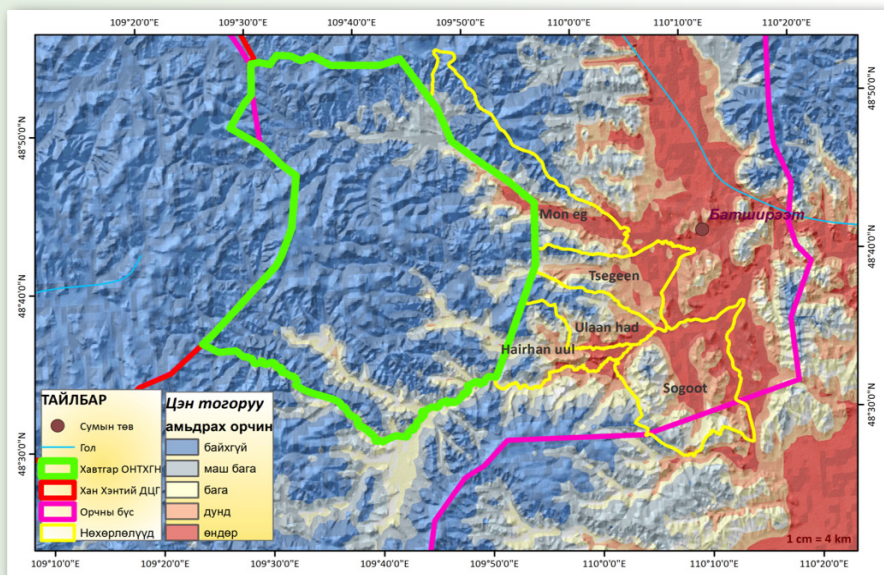 109°20'0"E 109°30'0"E 109°40'0"E 109°50'0"E 110°0'0"E 110°10'0"E 110°20'0"E
48°50'0"N
48°50'0"N
Mon eg
Батширээт
48°40'0"N
Tsegeen
48°40'0"N
Ulaan had
Hairhan uul
Sogoot
48°30'0"N
48°30'0"N
ТАЙЛБАР
Сумын төв
Гол
Хавтгар ОНТХГН
Хан Хэнтий ДЦГ
Орчны бүс
Нөхөрлөлүүд
Цэн тогоруу
амьдрах орчин
байхгүй
маш бага
бага
дунд
өндөр
1 cm = 4 km
109°10'0"E 109°20'0"E 109°30'0"E 109°40'0"E 109°50'0"E 110°0'0"E 110°10'0"E 110°20'0"E